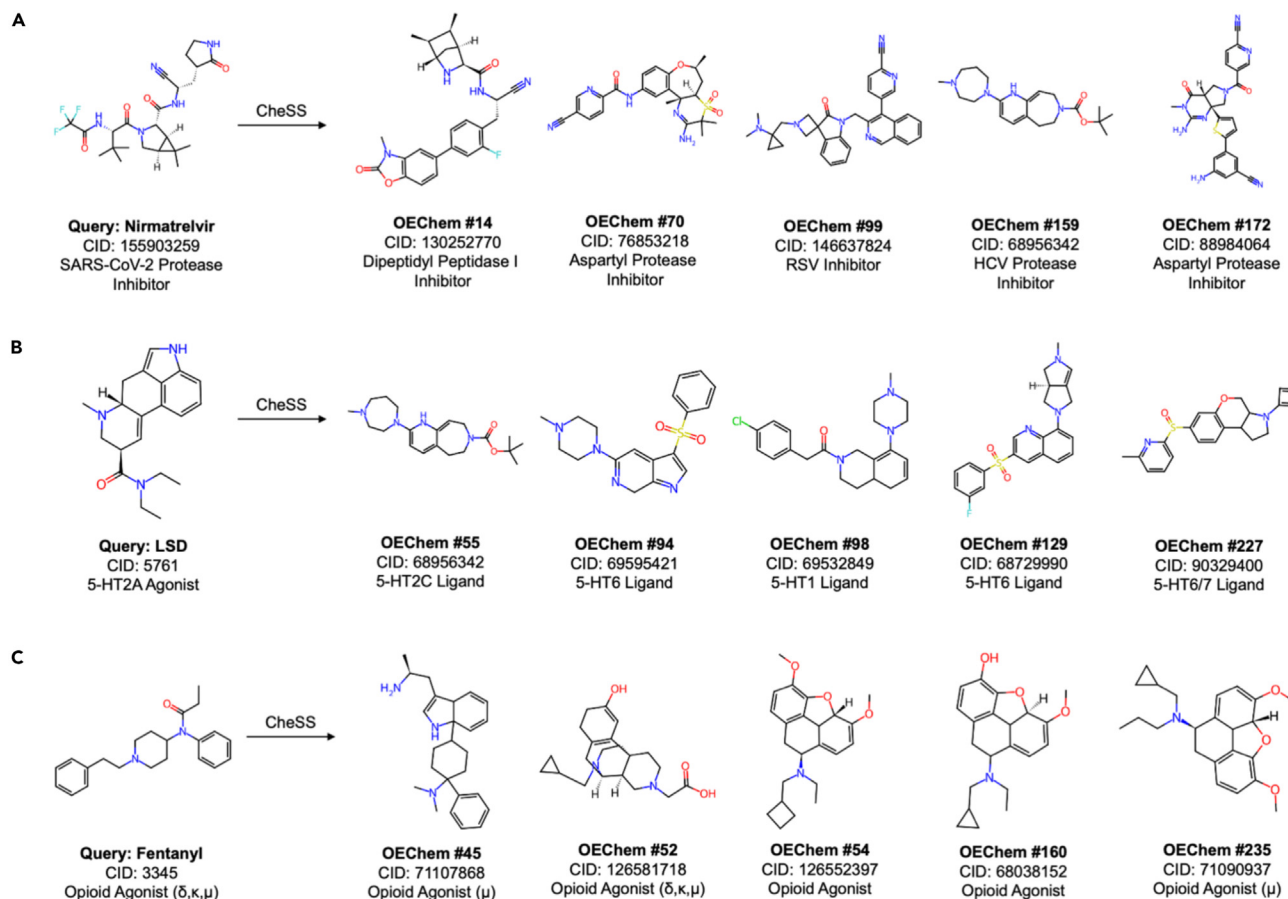 A
CheSS
Query: Nirmatrelvir
CID: 155903259
SARS-CoV-2 Protease
Inhibitor
OEChem #14
CID: 130252770
Dipeptidyl Peptidase I
Inhibitor
OEChem #70
CID: 76853218
Aspartyl Protease
Inhibitor
OEChem #99
CID: 146637824
RSV Inhibitor
OEChem #159
CID: 68956342
HCV Protease
Inhibitor
OEChem #172
CID: 88984064
Aspartyl Protease
Inhibitor
B
CheSS
Query: LSD
CID: 5761
5-HT2A Agonist
OEChem #55
CID: 68956342
5-HT2C Ligand
OEChem #94
CID: 69595421
5-HT6 Ligand
OEChem #98
CID: 69532849
5-HT1 Ligand
OEChem #129
CID: 68729990
5-HT6 Ligand
OEChem #227
CID: 90329400
5-HT6/7 Ligand
C
CheSS
Query: Fentanyl
CID: 3345
Opioid Agonist (δ,κ,μ)
OEChem #45
CID: 71107868
Opioid Agonist (μ)
OEChem #52
CID: 126581718
Opioid Agonist (δ,κ,μ)
OEChem #54
CID: 126552397
Opioid Agonist
OEChem #160
CID: 68038152
Opioid Agonist
OEChem #235
CID: 71090937
Opioid Agonist (μ)